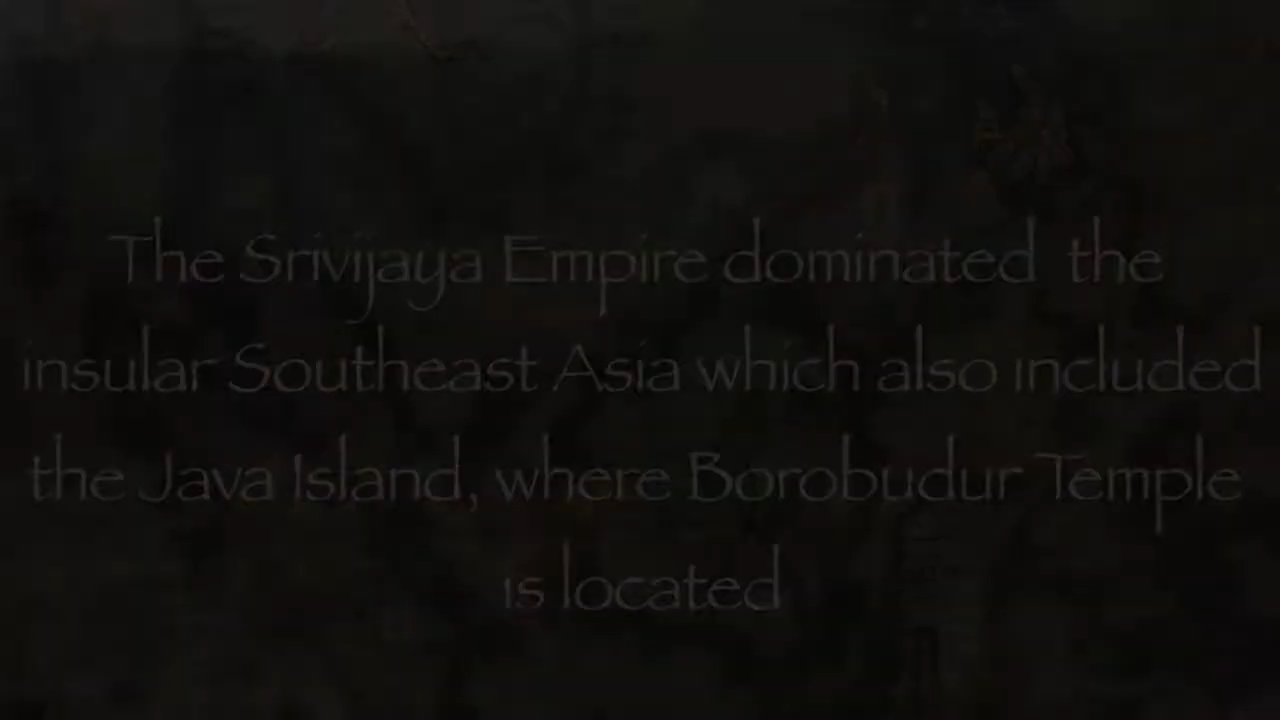 The Srivijaya Empire dominated the
insular Southeast Asia which also included
the Java Island, where Borobudur Temple
is located